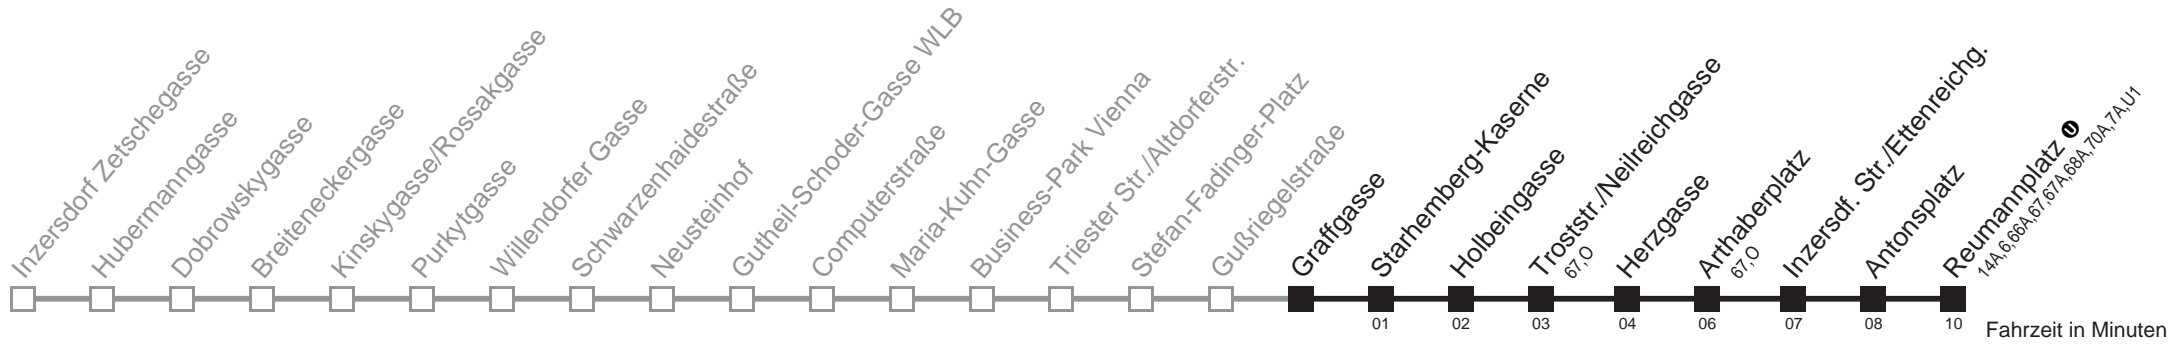 Inzersdorf Zetschegasse
Hubermanngasse
Dobrowskygasse
Breiteneckergasse
Kinskygasse/Rossakgasse
Purkytgasse
Willendorfer Gasse
Schwarzenhaidestraße
Neusteinhof
Gutheil-Schoder-Gasse WLB
Computerstraße
Maria-Kuhn-Gasse
Business-Park Vienna
Triester Str./Altdorferstr.
Stefan-Fadinger-Platz
Gußriegelstraße
Graffgasse
Starhemberg-Kaserne
Holbeingasse
Troststr./Neilreichgasse
67,O
Herzgasse
Arthaberplatz
67,O
Inzersdf. Str./Ettenreichg.
Antonsplatz
Reumannplatz U
14A,6,66A,67,67A,68A,70A,7A,U1
01 02 03 04 06 07 08 10
Fahrzeit in Minuten